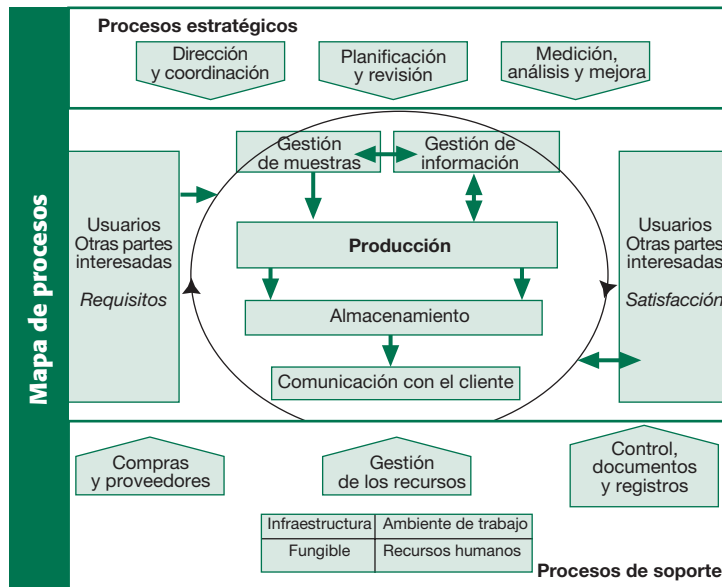 Mapa de procesos
Procesos estratégicos
Dirección
y coordinación
Planificación
y revisión
Medición,
análisis y mejora
Usuarios
Otras partes
interesadas
Requisitos
Gestión
de muestras
Gestión de
información
Producción
Almacenamiento
Comunicación con el cliente
Usuarios
Otras partes
interesadas
Satisfacción
Compras
y proveedores
Gestión
de los recursos
Control,
documentos
y registros
Infraestructura
Ambiente de trabajo
Fungible
Recursos humanos
Procesos de soporte